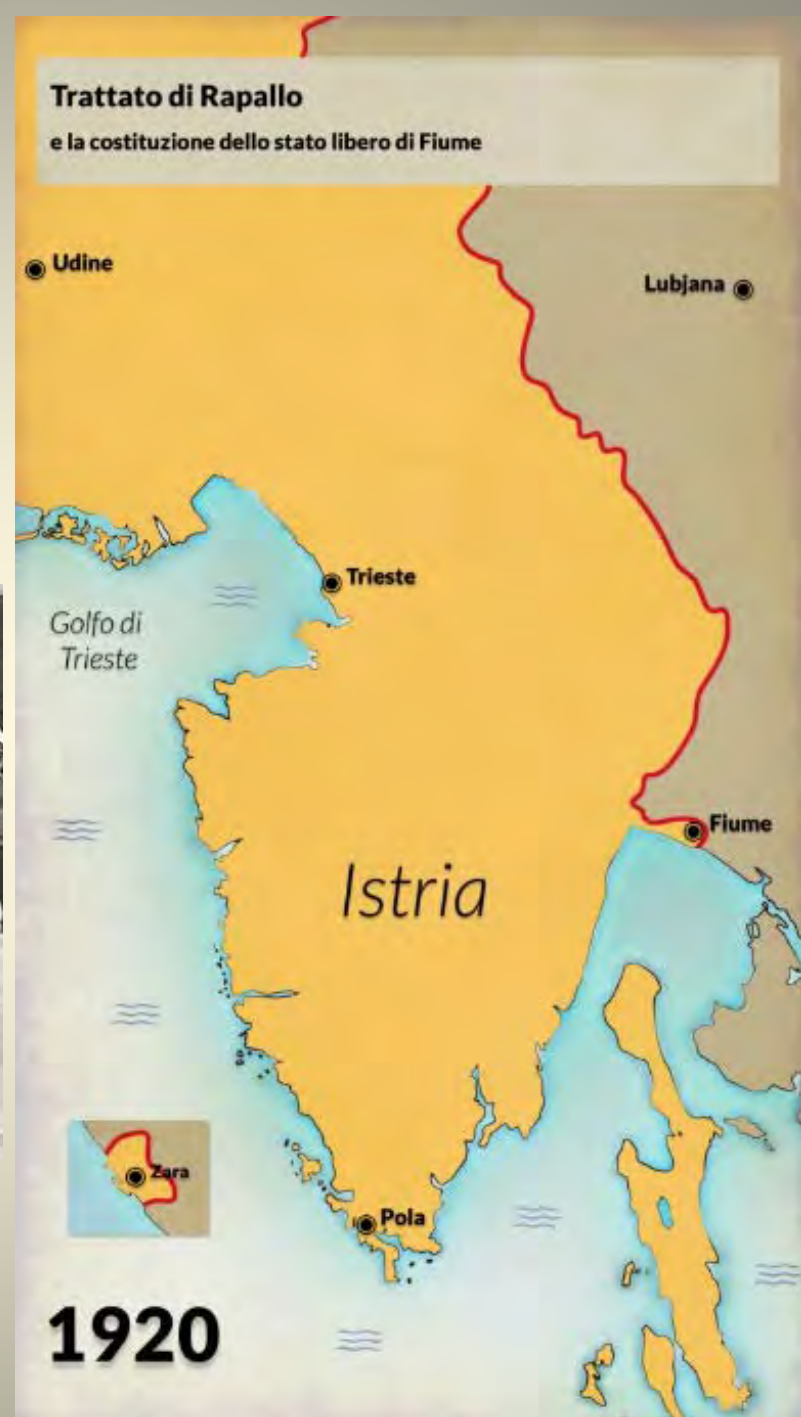 Trattato di Rapallo
e la costituzione dello stato libero di Fiume
Udine
Lubjana
Trieste
Golfo di
Trieste
Fiume
Istria
Zara
Pola
1920